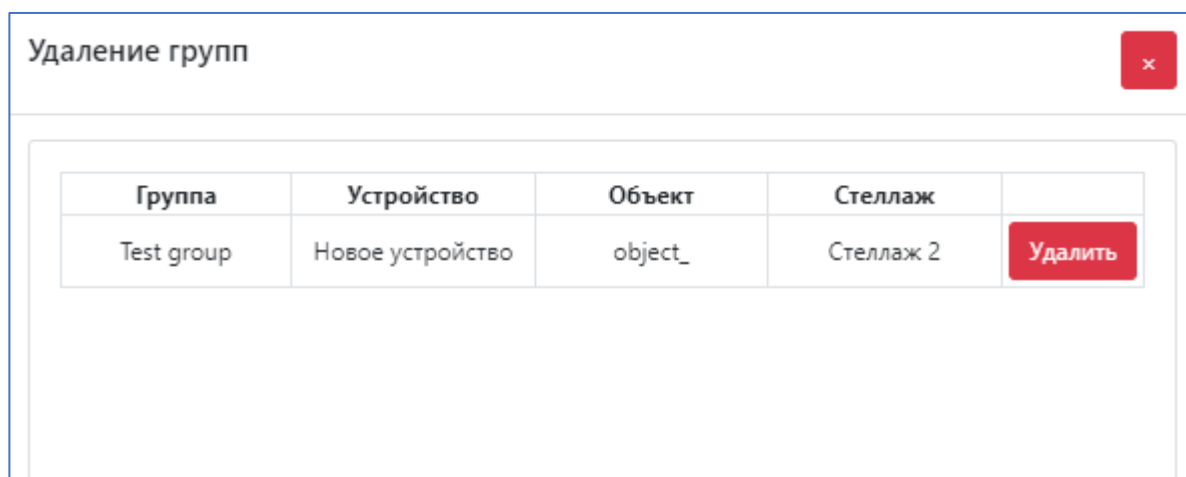 Удаление групп
×
Группа Устройство Объект Стеллаж
Test group Новое устройство object_ Стеллаж 2 Удалить